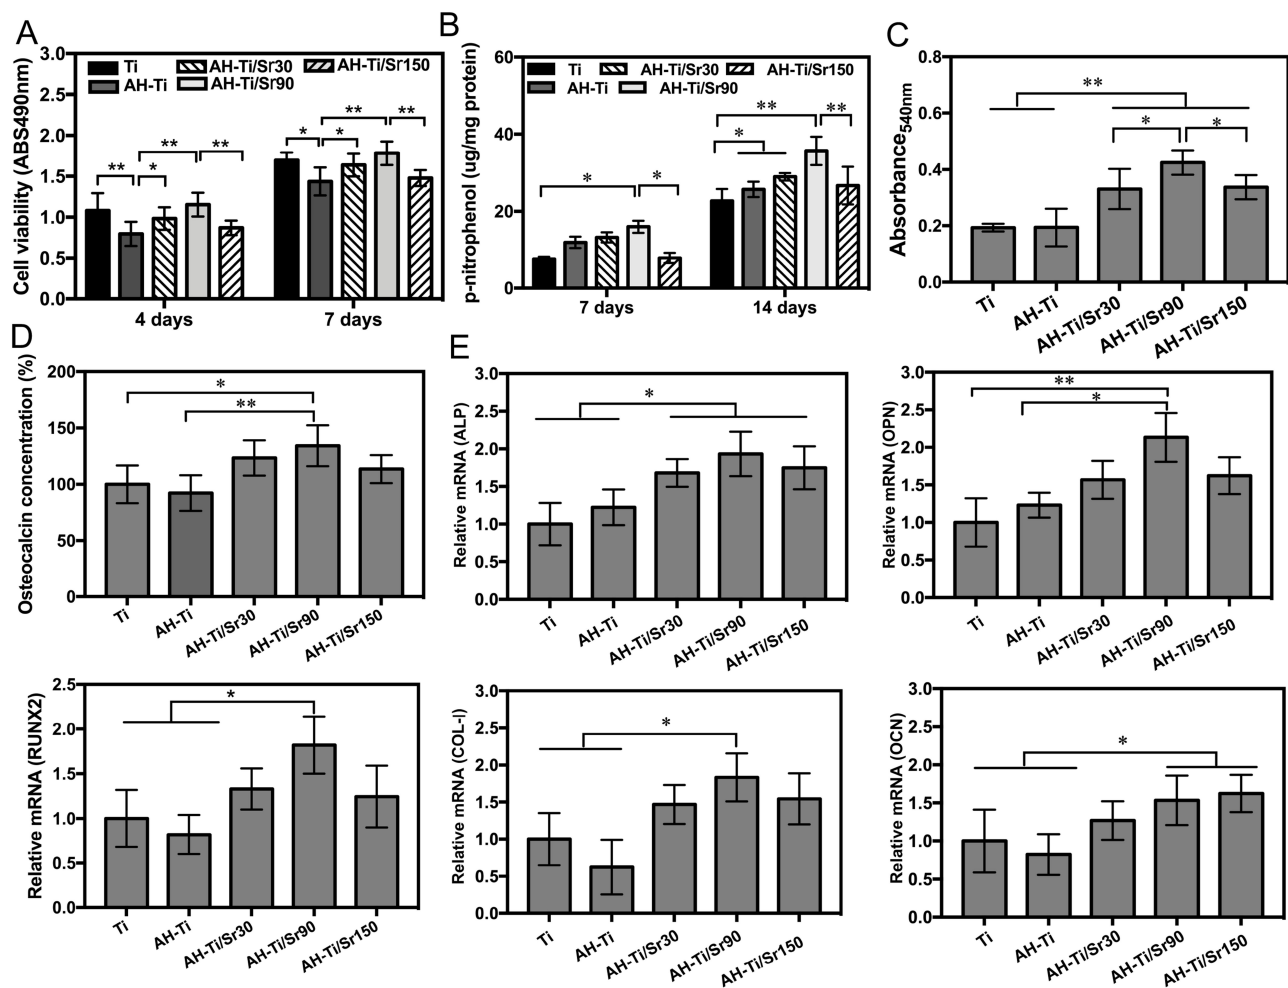 A
Cell viability (ABS490nm)
3.0
2.5
2.0
1.5
1.0
0.5
0.0
Ti
AH-Ti/Sr30
AH-Ti/Sr150
AH-Ti
AH-Ti/Sr90
**
*
**
**
*
*
**
**
4 days
7 days
B
p-nitrophenol (ug/mg protein)
60
40
20
0
Ti
AH-Ti/Sr30
AH-Ti/Sr150
AH-Ti
AH-Ti/Sr90
*
*
*
**
**
7 days
14 days
C
Absorbance540nm
0.8
0.6
0.4
0.2
0.0
**
*
*
Ti
AH-Ti
AH-Ti/Sr30
AH-Ti/Sr90
AH-Ti/Sr150
D
Osteocalcin concentration (%)
200
150
100
50
0
*
**
Ti
AH-Ti
AH-Ti/Sr30
AH-Ti/Sr90
AH-Ti/Sr150
E
Relative mRNA (ALP)
3.0
2.5
2.0
1.5
1.0
0.5
0.0
*
Ti
AH-Ti
AH-Ti/Sr30
AH-Ti/Sr90
AH-Ti/Sr150
Relative mRNA (OPN)
3.0
2.5
2.0
1.5
1.0
0.5
0.0
**
*
Ti
AH-Ti
AH-Ti/Sr30
AH-Ti/Sr90
AH-Ti/Sr150
Relative mRNA (RUNX2)
2.5
2.0
1.5
1.0
0.5
0.0
*
Ti
AH-Ti
AH-Ti/Sr30
AH-Ti/Sr90
AH-Ti/Sr150
Relative mRNA (COL-I)
3.0
2.5
2.0
1.5
1.0
0.5
0.0
*
Ti
AH-Ti
AH-Ti/Sr30
AH-Ti/Sr90
AH-Ti/Sr150
Relative mRNA (OCN)
3.0
2.5
2.0
1.5
1.0
0.5
0.0
*
Ti
AH-Ti
AH-Ti/Sr30
AH-Ti/Sr90
AH-Ti/Sr150